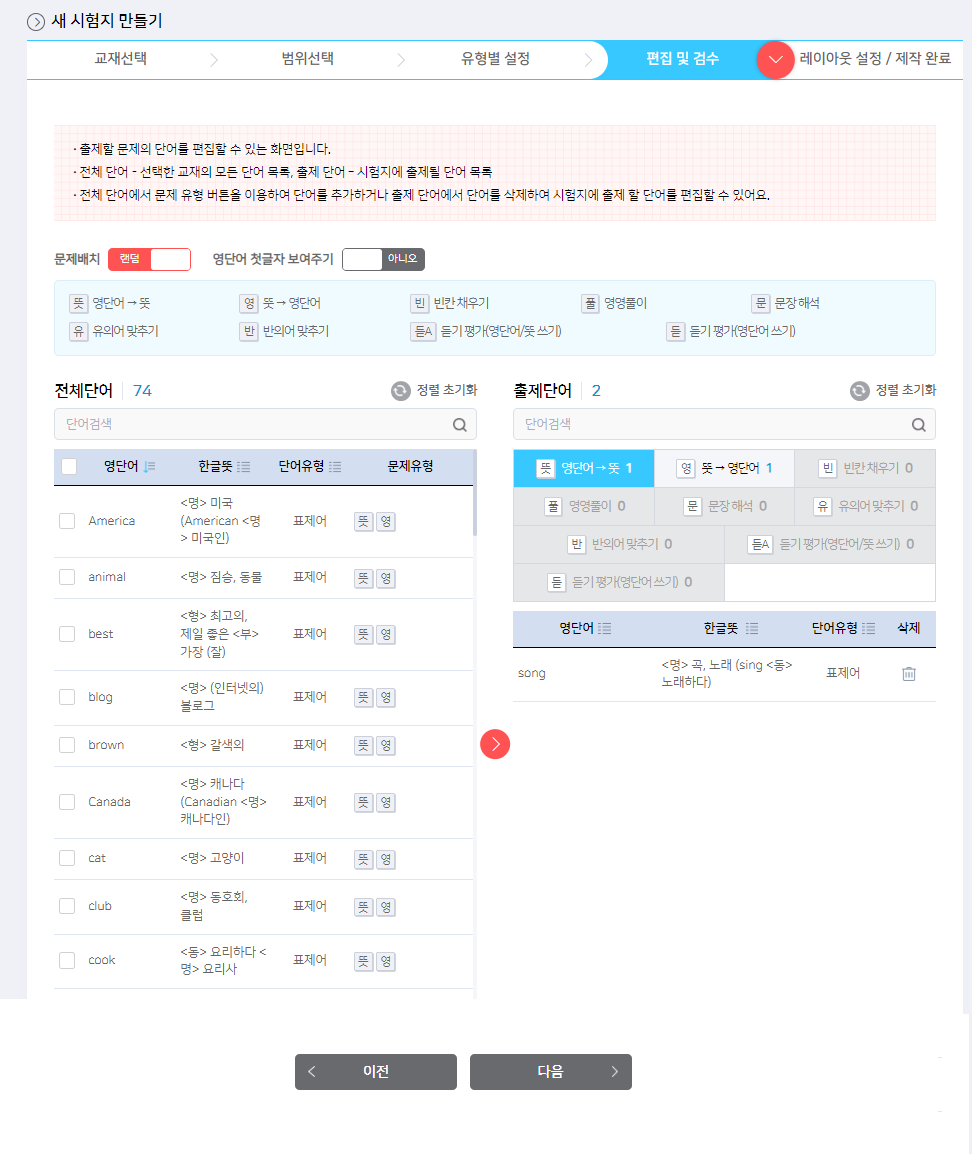 새 시험지 만들기
교재선택
범위선택
유형별 설정
편집 및 검수
레이아웃 설정 / 제작 완료
· 출제할 문제의 단어를 편집할 수 있는 화면입니다.
· 전체 단어 - 선택한 교재의 모든 단어 목록, 출제 단어 - 시험지에 출제될 단어 목록
· 전체 단어에서 문제 유형 버튼을 이용하여 단어를 추가하거나 출제 단어에서 단어를 삭제하여 시험지에 출제 할 단어를 편집할 수 있어요.
문제배치 랜덤 영단어 첫글자 보여주기 아니오
뜻 영단어 → 뜻 영 뜻 → 영단어 빈 빈칸 채우기 풀 영영풀이 문 문장 해석
유 유의어 맞추기 반 반의어 맞추기 듣A 듣기 평가(영단어/뜻 쓰기) 듣 듣기 평가(영단어 쓰기)
전체단어 74 정렬 초기화
단어검색
영단어 한글뜻 단어유형 문제유형
America <명> 미국
(American <명
> 미국인) 표제어 뜻 영
animal <명> 짐승, 동물 표제어 뜻 영
best <형> 최고의,
제일 좋은 <부>
가장 (잘) 표제어 뜻 영
blog <명> (인터넷의)
블로그 표제어 뜻 영
brown <형> 갈색의 표제어 뜻 영
Canada <명> 캐나다
(Canadian <명>
캐나다인) 표제어 뜻 영
cat <명> 고양이 표제어 뜻 영
club <명> 동호회,
클럽 표제어 뜻 영
cook <동> 요리하다 <
명> 요리사 표제어 뜻 영
출제단어 2 정렬 초기화
단어검색
뜻 영단어 → 뜻 1 영 뜻 → 영단어 1 빈 빈칸 채우기 0
풀 영영풀이 0 문 문장 해석 0 유 유의어 맞추기 0
반 반의어 맞추기 0 듣A 듣기 평가(영단어/뜻 쓰기) 0
듣 듣기 평가(영단어 쓰기) 0
영단어 한글뜻 단어유형 삭제
song <명> 곡, 노래 (sing <동>
노래하다) 표제어
이전
다음